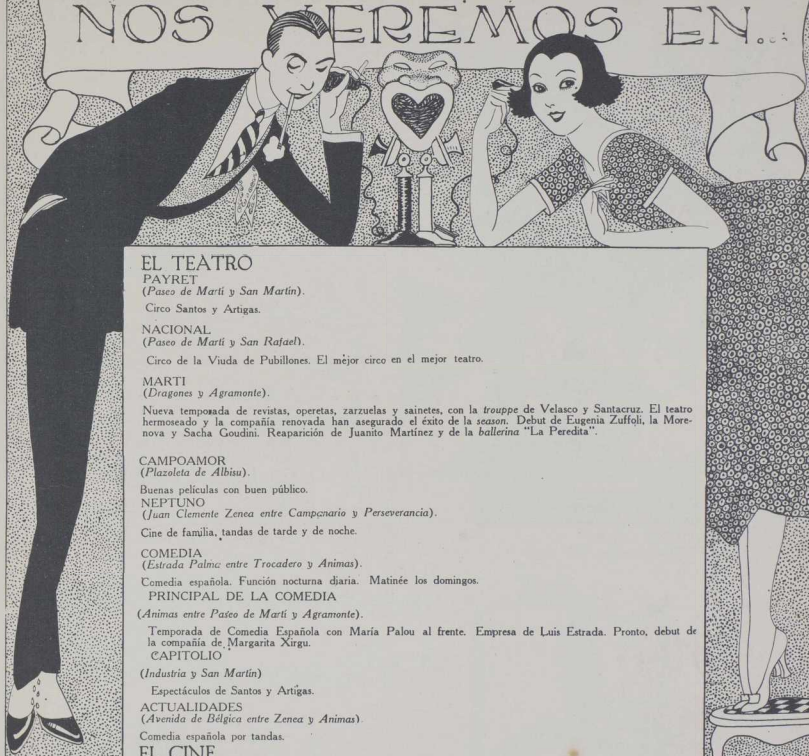 NOS VEREMOS EN...
EL TEATRO
PAYRET
(Paseo de Martí y San Martín).
Circo Santos y Artigas.
NACIONAL
(Paseo de Martí y San Rafael).
Circo de la Viuda de Pubillones. El mejor circo en el mejor teatro.
MARTI
(Dragones y Agramonte).
Nueva temporada de revistas, operetas, zarzuelas y sainetes, con la trouppe de Velasco y Santacruz. El teatro
hermoseado y la compañía renovada han asegurado el éxito de la season. Debut de Eugenia Zuffoli, la More-
nova y Sacha Goudini. Reaparición de Juanito Martínez y de la ballerina "La Peredita".
CAMPOAMOR
(Plazoleta de Albisu).
Buenas películas con buen público.
NEPTUNO
(Juan Clemente Zenea entre Campanario y Perseverancia).
Cine de familia, tandas de tarde y de noche.
COMEDIA
(Estrada Palma entre Trocadero y Animas).
Comedia española. Función nocturna diaria. Matinée los domingos.
PRINCIPAL DE LA COMEDIA
(Animas entre Paseo de Martí y Agramonte).
Temporada de Comedia Española con María Palou al frente. Empresa de Luis Estrada. Pronto, debut de
la compañía de Margarita Xirgu.
CAPITOLIO
(Industria y San Martín)
Espectáculos de Santos y Artigas.
ACTUALIDADES
(Avenida de Bélgica entre Zenea y Animas).
Comedia española por tandas.
EL CINE